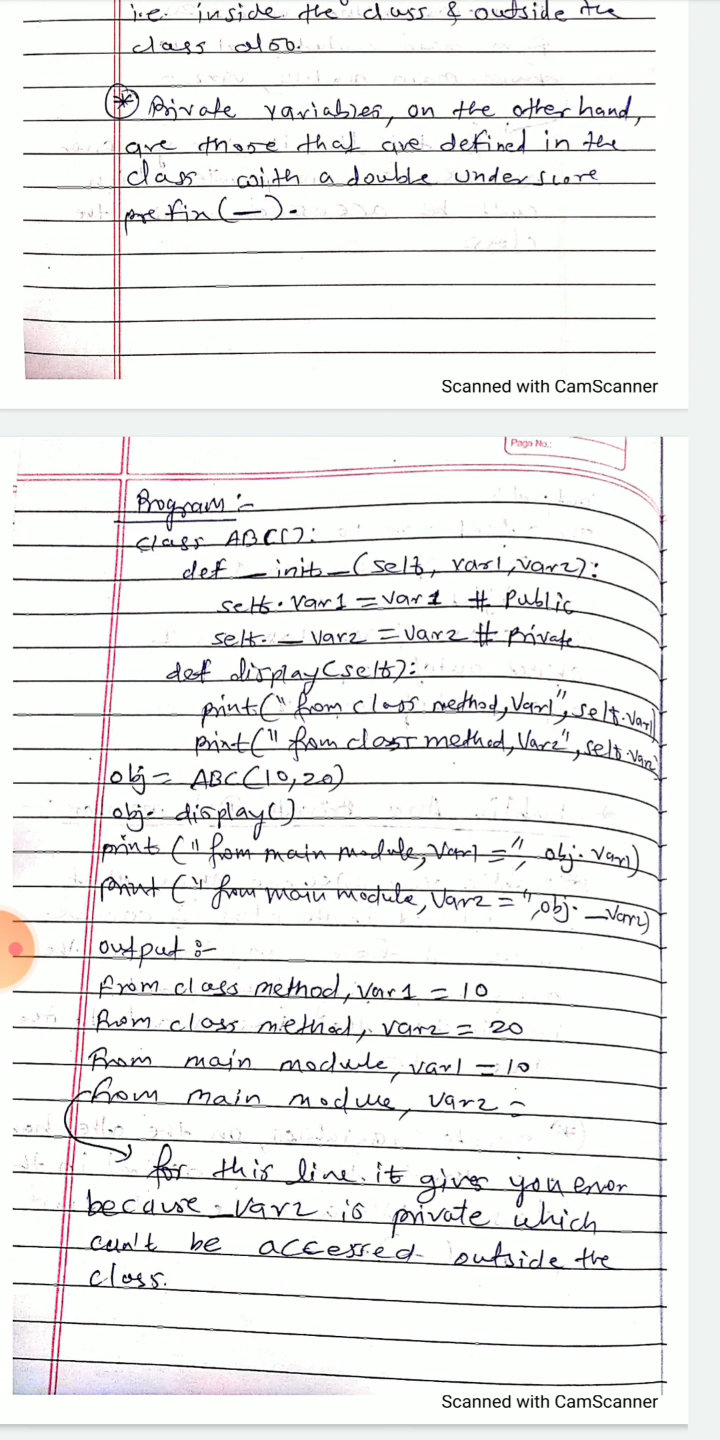 i.e. inside the class & outside the
class also.
* Private variables, on the other hand,
are those that are defined in the
class with a double underscore
prefix (__).
Scanned with CamScanner
Page No.:
Program :-
class ABC():
def __init__(self, var1, var2):
self.var1 = var1 # Public
self.__var2 = var2 # Private
def display(self):
print(" from class method, Var1", self.var1
print(" from class method, Var2", self.var2
obj = ABC(10,20)
obj. display()
print (" from main module, Var1 =", obj.var1)
print (" from main module, Var2 = ", obj.__var2)
output :-
From class method, Var1 = 10
From class method, var2 = 20
From main module, var1 = 10
From main module, var2 =
for this line it gives you error
because __var2 is private which
can't be accessed outside the
class.
Scanned with CamScanner